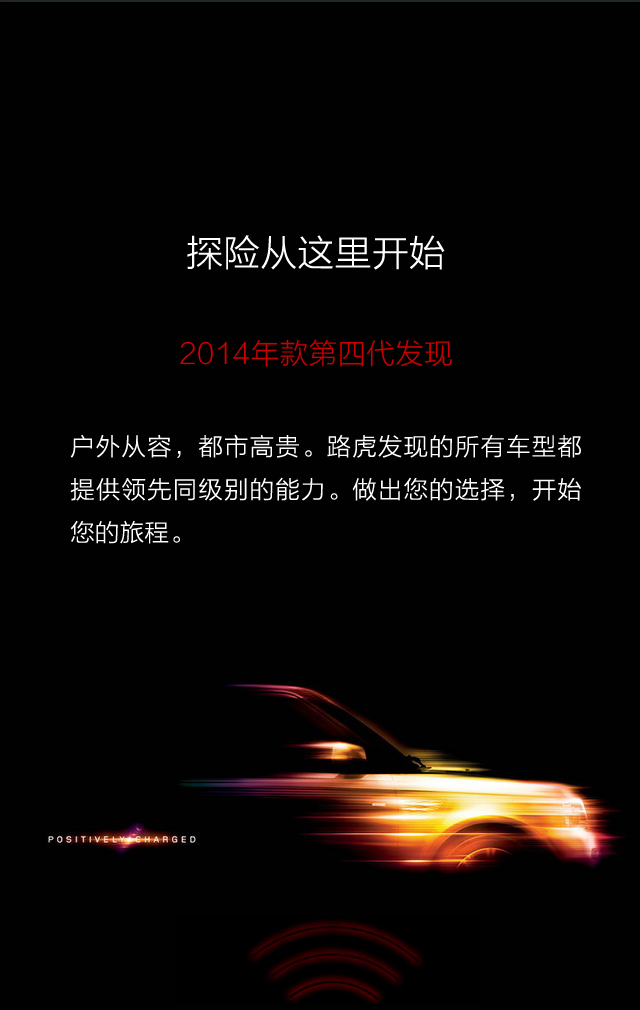 探险从这里开始
2014年款第四代发现
户外从容，都市高贵。路虎发现的所有车型都
提供领先同级别的能力。做出您的选择，开始
您的旅程。
POSITIVELY CHARGED